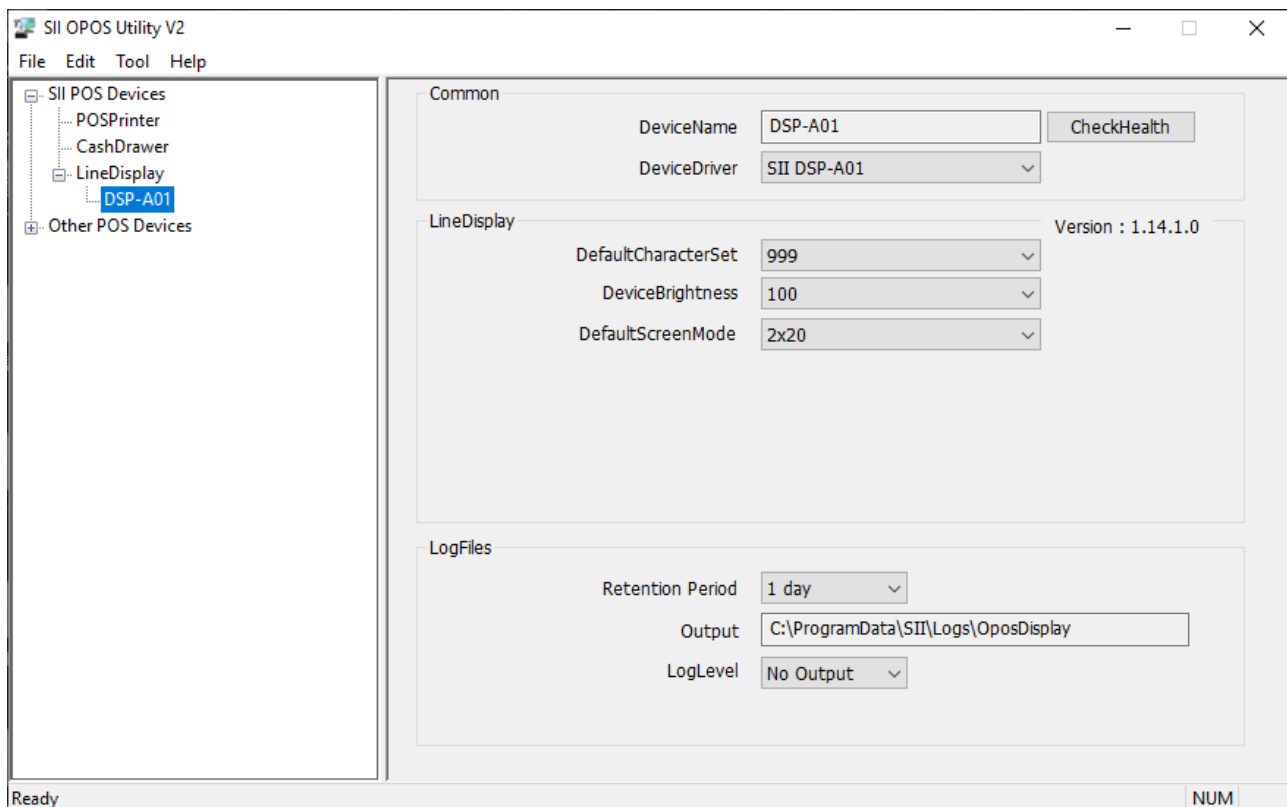 SII OPOS Utility V2
File Edit Tool Help
SII POS Devices
POSPrinter
CashDrawer
LineDisplay
DSP-A01
Other POS Devices
Common
DeviceName DSP-A01 CheckHealth
DeviceDriver SII DSP-A01
LineDisplay Version : 1.14.1.0
DefaultCharacterSet 999
DeviceBrightness 100
DefaultScreenMode 2x20
LogFiles
Retention Period 1 day
Output C:\ProgramData\SII\Logs\OposDisplay
LogLevel No Output
Ready NUM